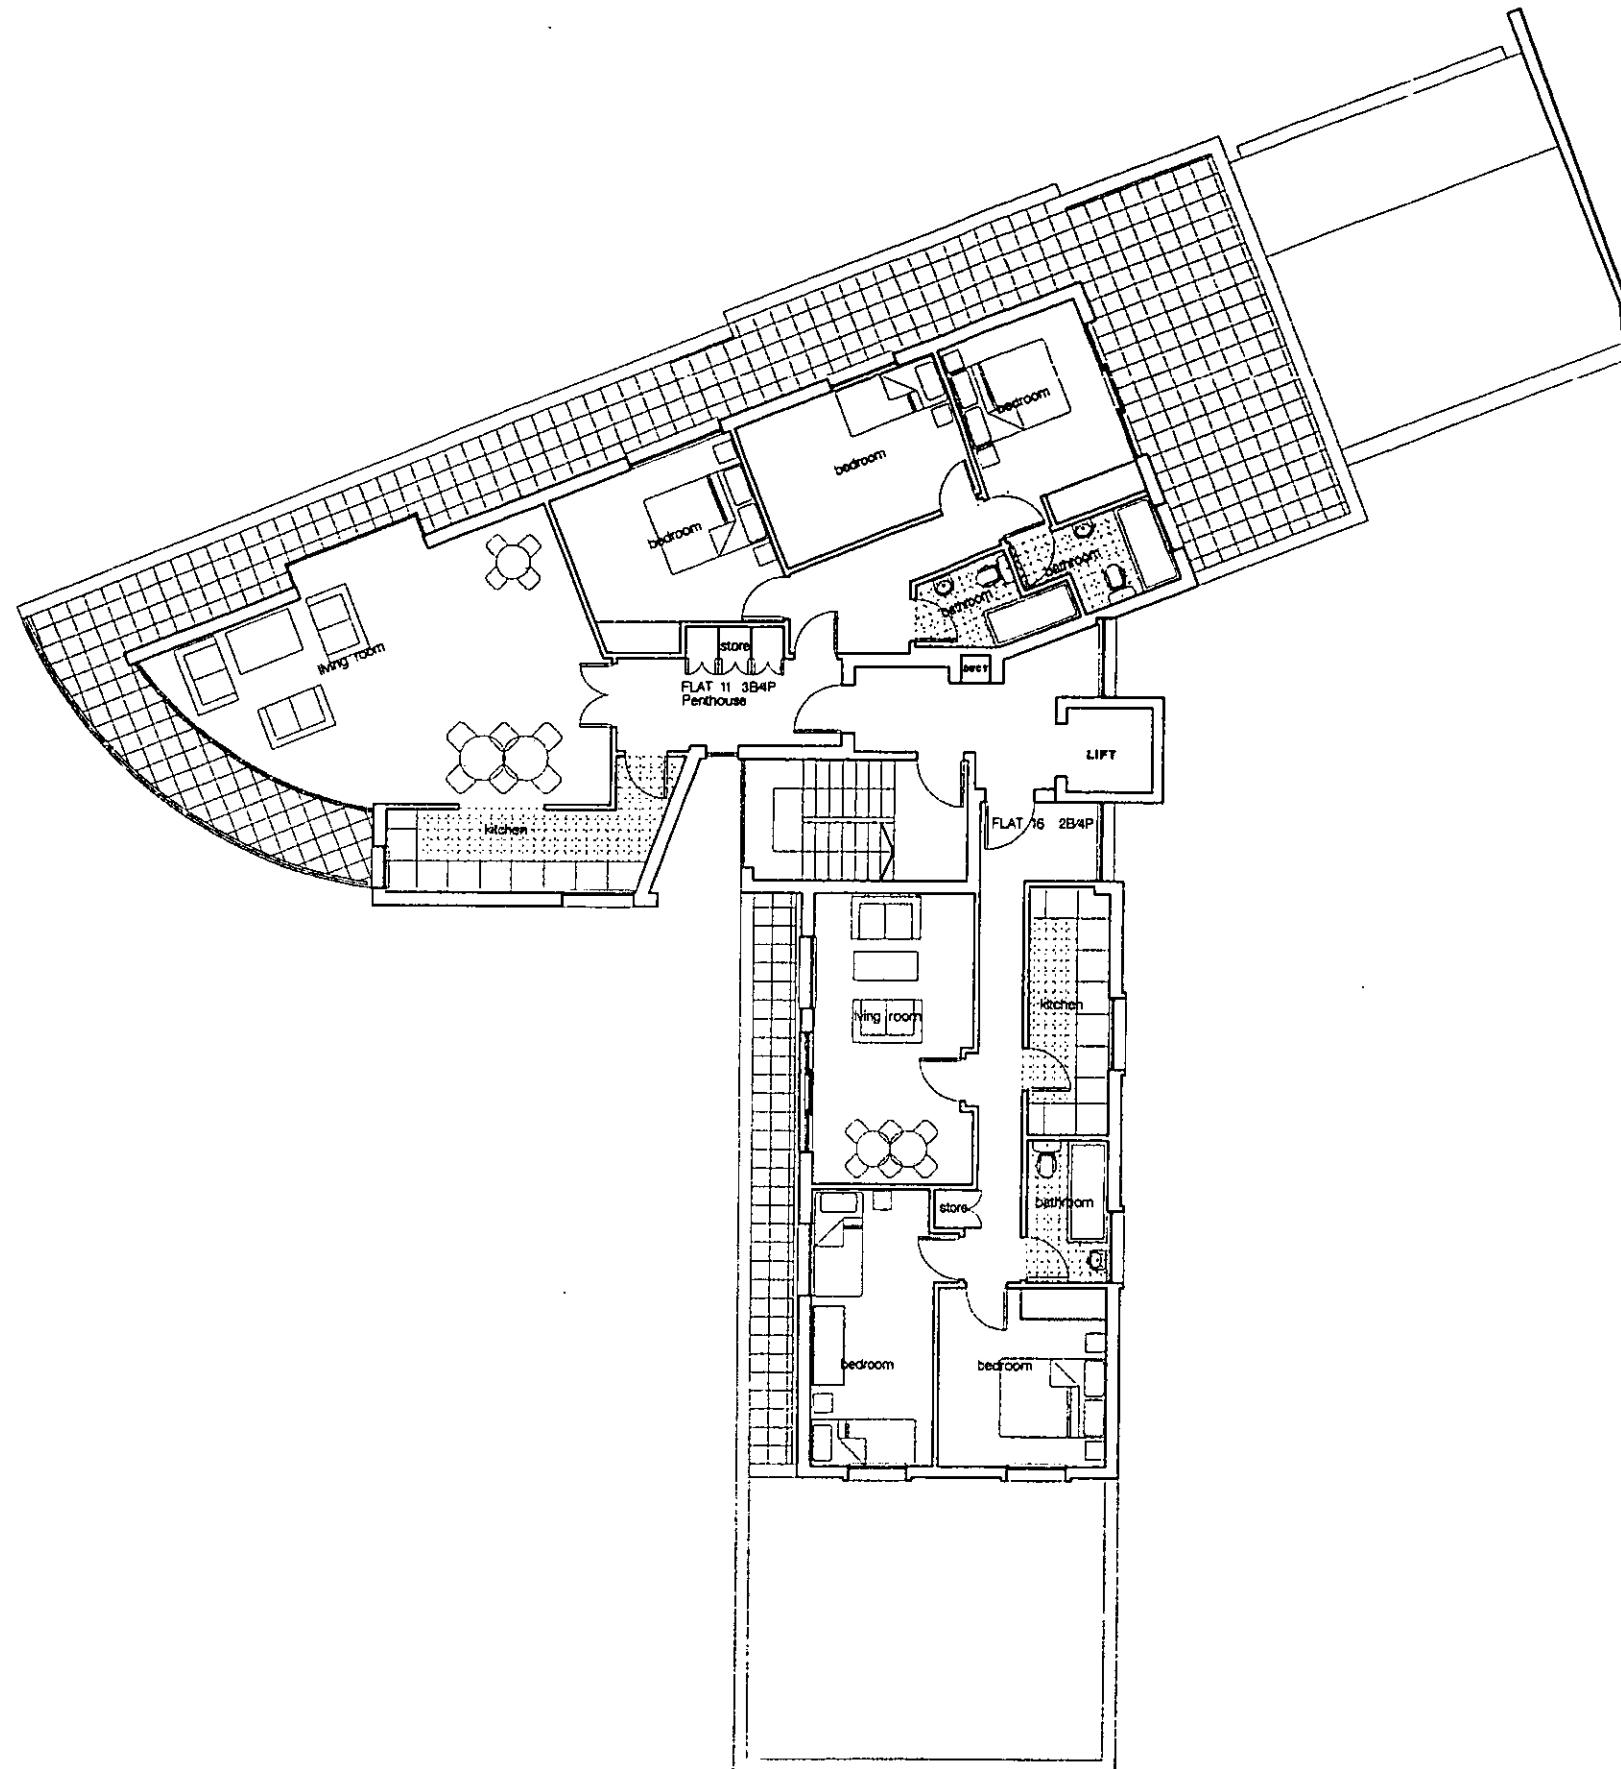 bedroom
bedroom
bedroom
bathroom
bathroom
living room
store
DUCT
FLAT 11 3B4P
Penthouse
LIFT
kitchen
FLAT 16 2B4P
kitchen
living room
bathroom
store
bedroom
bedroom